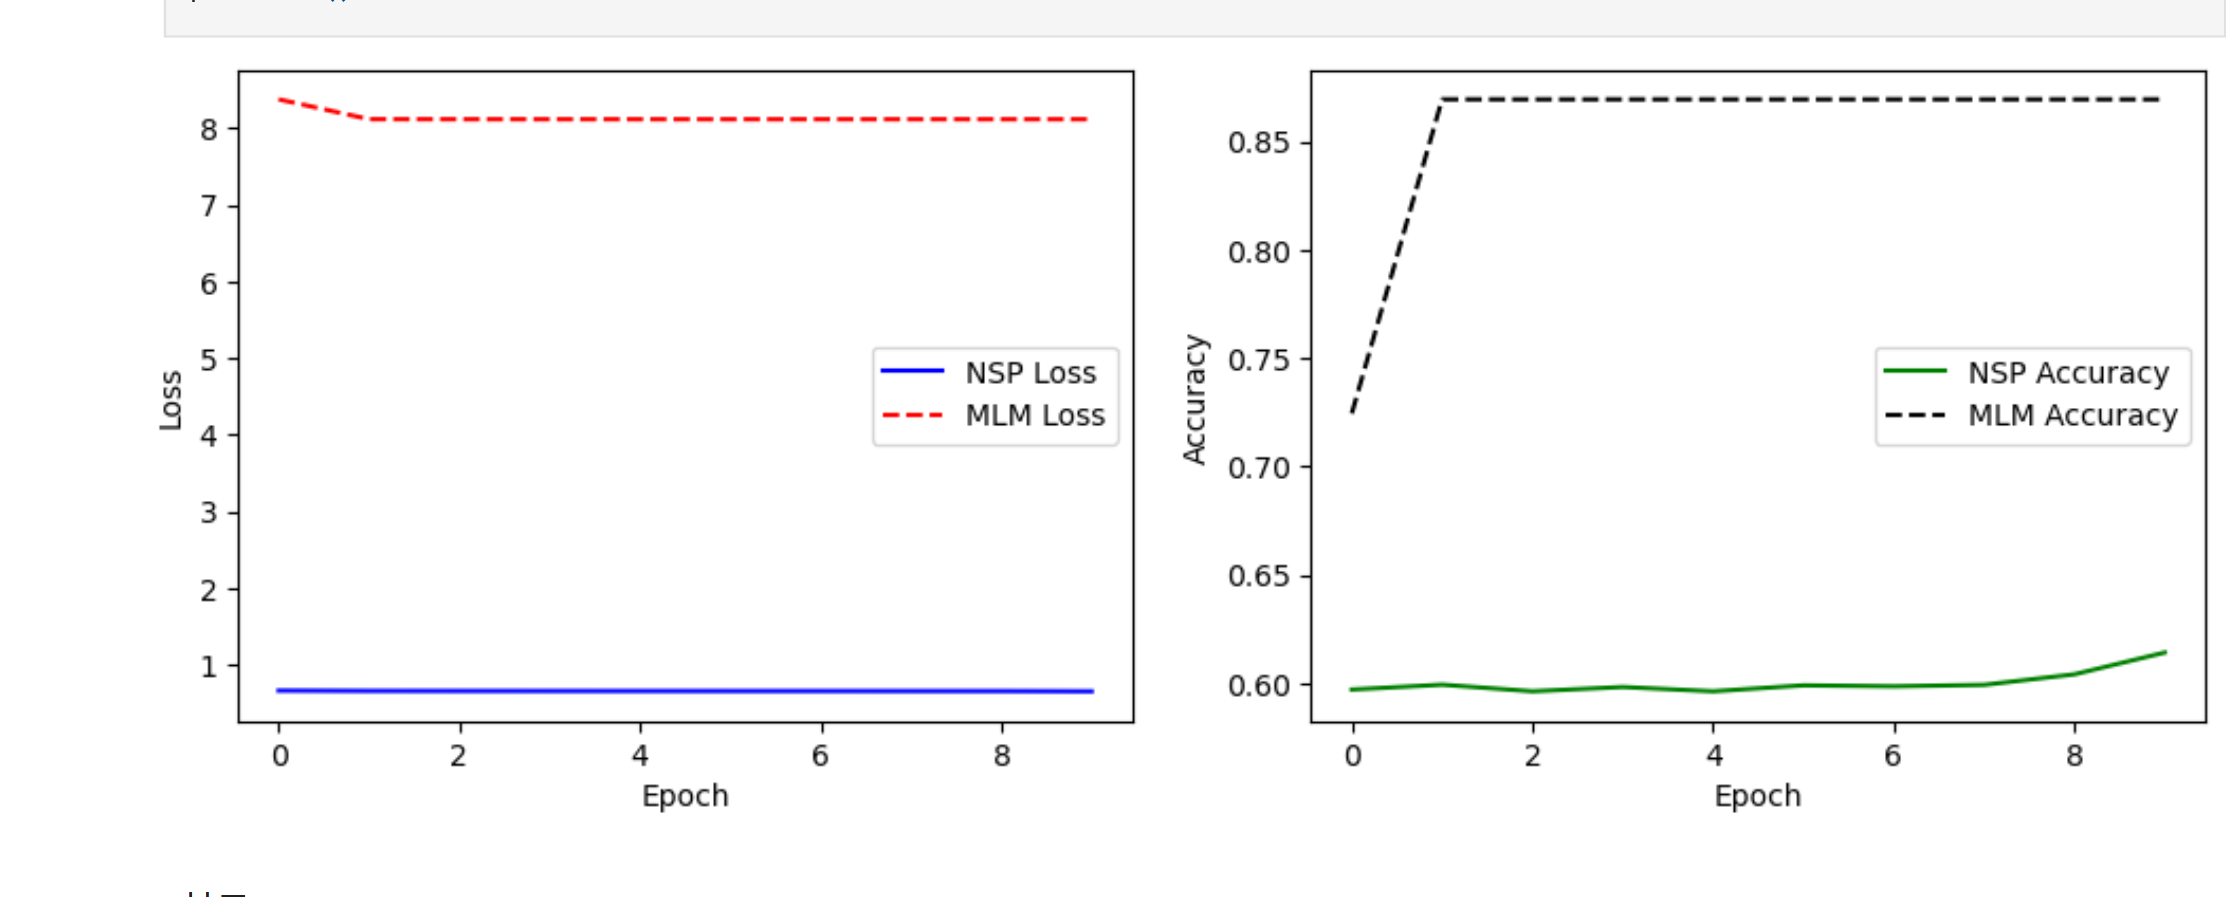 8
7
6
5
4
3
2
1
Loss
NSP Loss
MLM Loss
0 2 4 6 8
Epoch
0.85
0.80
0.75
0.70
0.65
0.60
Accuracy
NSP Accuracy
MLM Accuracy
0 2 4 6 8
Epoch